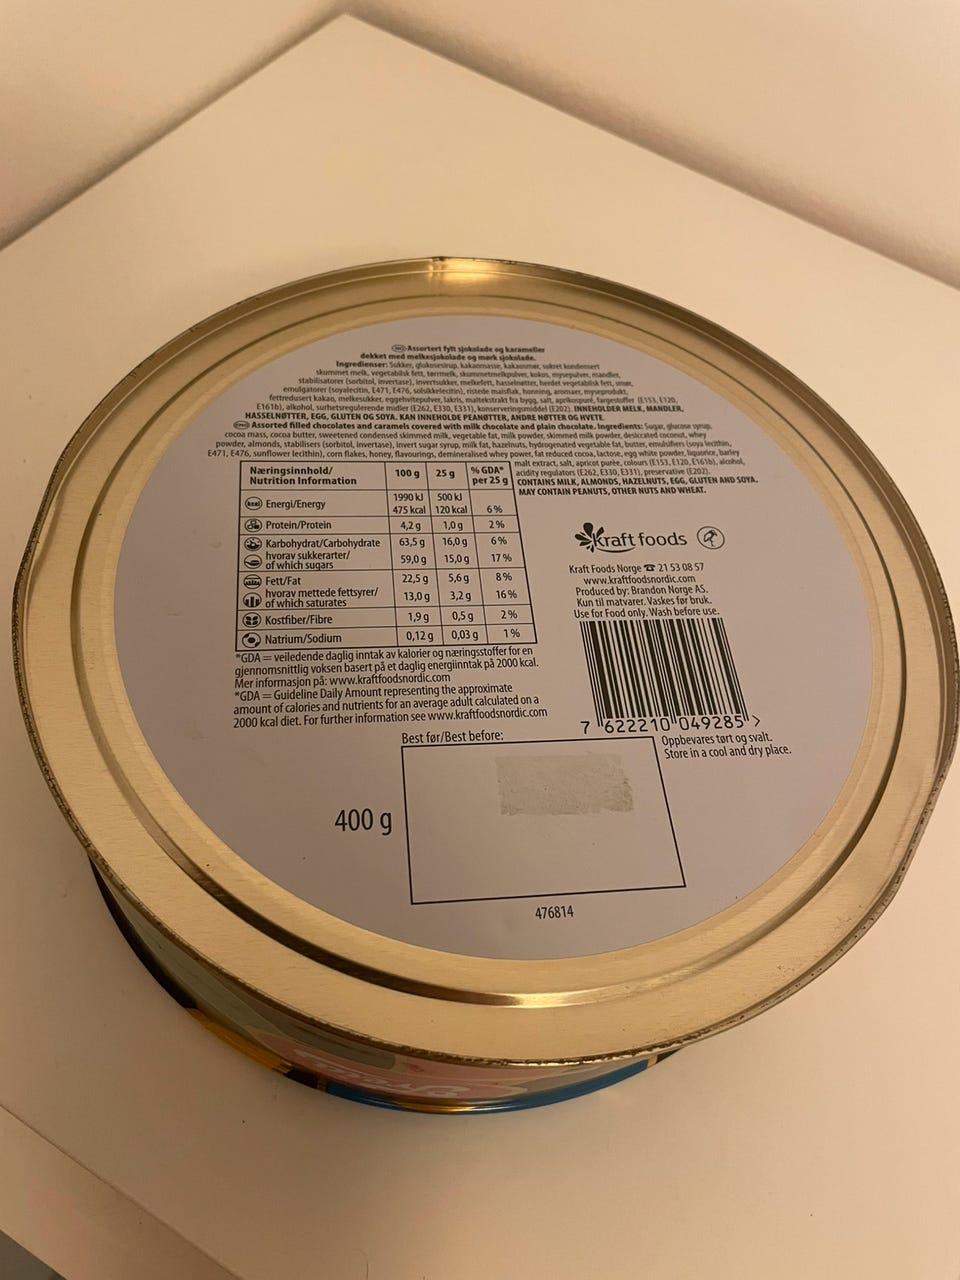 NO Assortert fylt sjokolade og karameller
dekket med melkesjokolade og mørk sjokolade.
Ingredienser: Sukker, glukosesirup, kakaomasse, kakaosmør, sukret kondensert
skummet melk, vegetabilsk fett, tørrmelk, skummetmelkpulver, kokos, mysepulver, mandler,
stabilisatorer (sorbitol, invertase), invertsukker, melkefett, hasselnøtter, herdet vegetabilsk fett, smør,
emulgatorer (soyalecitin, E471, E476, solsikkelecitin), ristede maisflak, honning, aromaer, myseprodukt,
fettredusert kakao, melkesukker, eggehvitepulver, lakris, maltekstrakt fra bygg, salt, aprikospuré, fargestoffer (E153, E120,
E161b), alkohol, surhetsregulerende midler (E262, E330, E331), konserveringsmiddel (E202). INNEHOLDER MELK, MANDLER,
HASSELNØTTER, EGG, GLUTEN OG SOYA. KAN INNEHOLDE PEANØTTER, ANDRE NØTTER OG HVETE.
Assorted filled chocolates and caramels covered with milk chocolate and plain chocolate. Ingredients: Sugar, glucose syrup,
cocoa mass, cocoa butter, sweetened condensed skimmed milk, vegetable fat, milk powder, skimmed milk powder, desiccated coconut, whey
powder, almonds, stabilisers (sorbitol, invertase), invert sugar syrup, milk fat, hazelnuts, hydrogenated vegetable fat, butter, emulsifiers (soya lecithin,
E471, E476, sunflower lecithin), corn flakes, honey, flavourings, demineralised whey power, fat reduced cocoa, lactose, egg white powder, liquorice, barley
malt extract, salt, apricot purée, colours (E153, E120, E161b), alcohol,
acidity regulators (E262, E330, E331), preservative (E202).
CONTAINS MILK, ALMONDS, HAZELNUTS, EGG, GLUTEN AND SOYA.
MAY CONTAIN PEANUTS, OTHER NUTS AND WHEAT.
Næringsinnhold/ 100 g 25 g % GDA*
Nutrition Information per 25 g
kcal Energi/Energy 1990 kJ 500 kJ
475 kcal 120 kcal 6%
Protein/Protein 4,2 g 1,0 g 2%
Karbohydrat/Carbohydrate 63,5 g 16,0 g 6%
hvorav sukkerarter/
of which sugars 59,0 g 15,0 g 17%
Fett/Fat 22,5 g 5,6 g 8%
hvorav mettede fettsyrer/
of which saturates 13,0 g 3,2 g 16%
Kostfiber/Fibre 1,9 g 0,5 g 2%
Natrium/Sodium 0,12 g 0,03 g 1%
*GDA = veiledende daglig inntak av kalorier og næringsstoffer for en
gjennomsnittlig voksen basert på et daglig energiinntak på 2000 kcal.
Mer informasjon på: www.kraftfoodsnordic.com
*GDA = Guideline Daily Amount representing the approximate
amount of calories and nutrients for an average adult calculated on a
2000 kcal diet. For further information see www.kraftfoodsnordic.com
kraft foods
Kraft Foods Norge ☎ 21 53 08 57
www.kraftfoodsnordic.com
Produced by: Brandon Norge AS.
Kun til matvarer. Vaskes før bruk.
Use for Food only. Wash before use.
7 622210 049285 >
Oppbevares tørt og svalt.
Store in a cool and dry place.
Best før/Best before:
400 g
476814